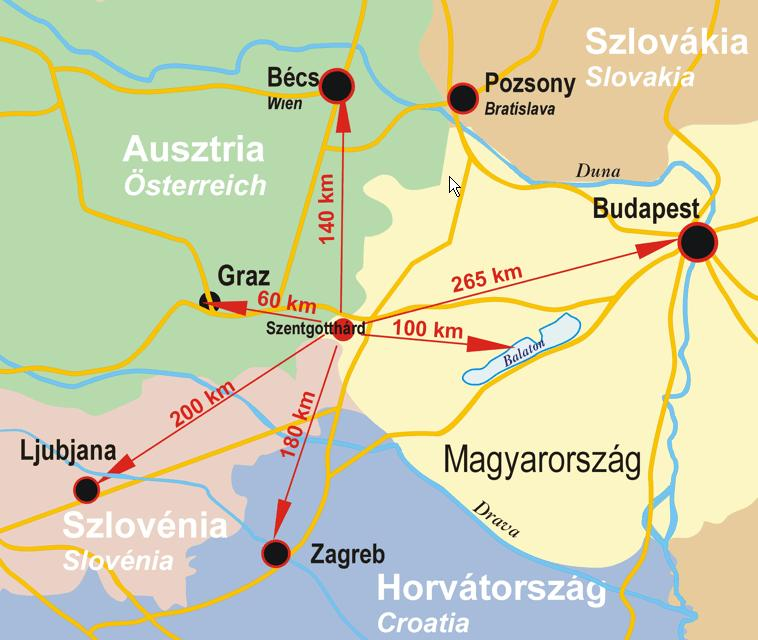 Szlovákia
Slovakia
Bécs
Wien
Pozsony
Bratislava
Ausztria
Österreich
Duna
140 km
Budapest
Graz
265 km
60 km
Szentgotthárd
100 km
Balaton
200 km
180 km
Ljubjana
Magyarország
Szlovénia
Slovénia
Drava
Zagreb
Horvátország
Croatia